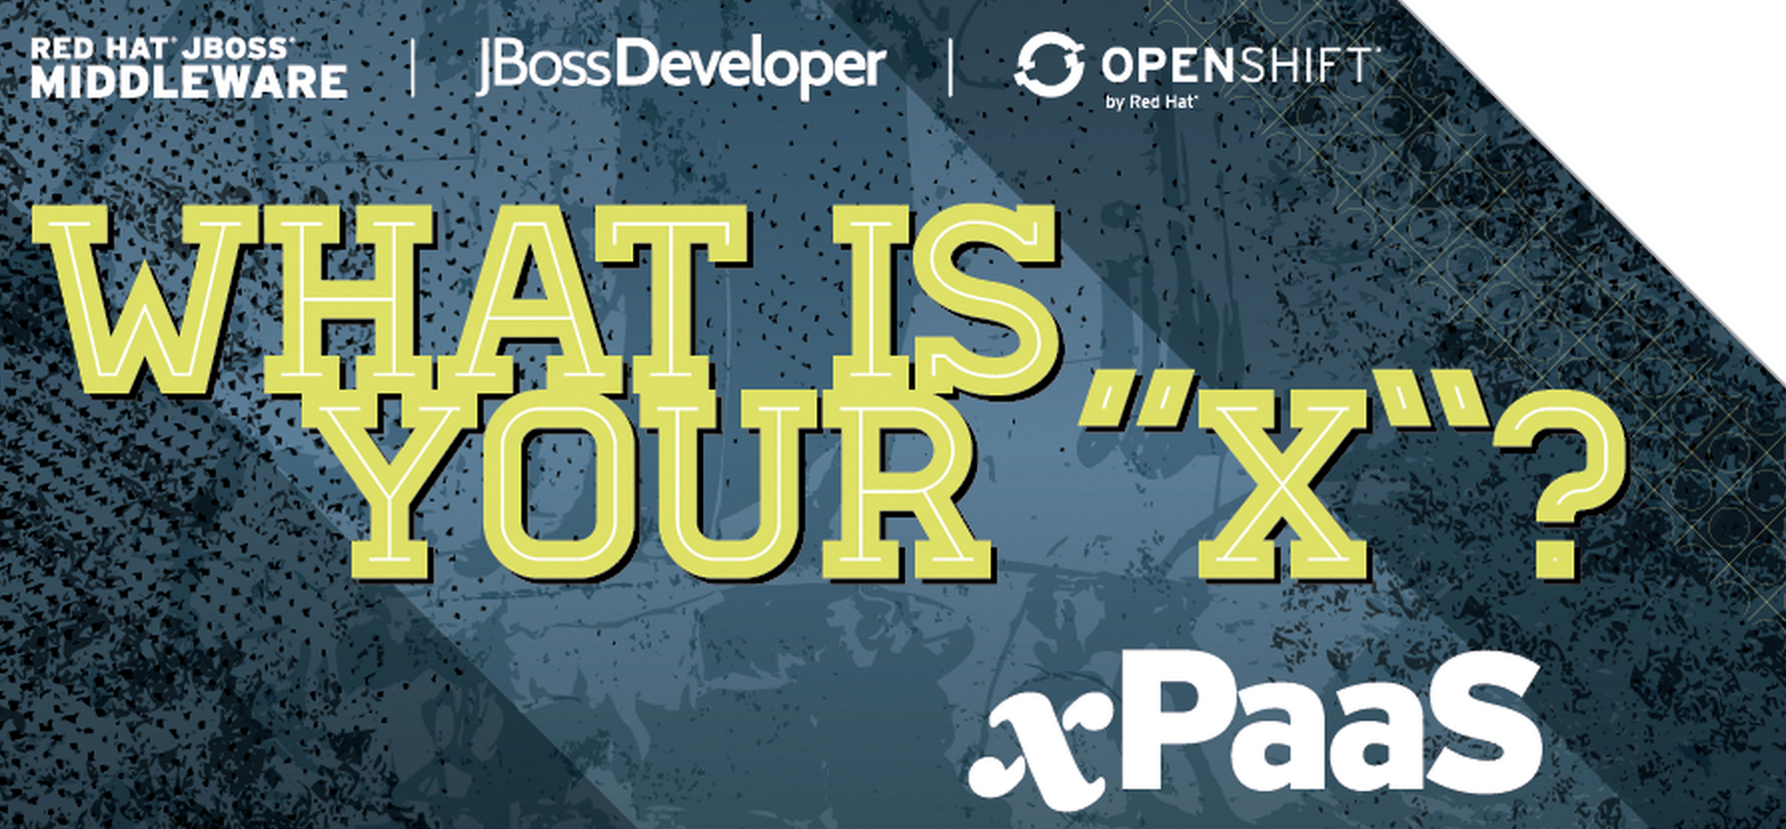 RED HAT® JBOSS®
MIDDLEWARE
JBossDeveloper
OPENSHIFT®
by Red Hat®
WHAT IS
YOUR "X"?
xPaaS